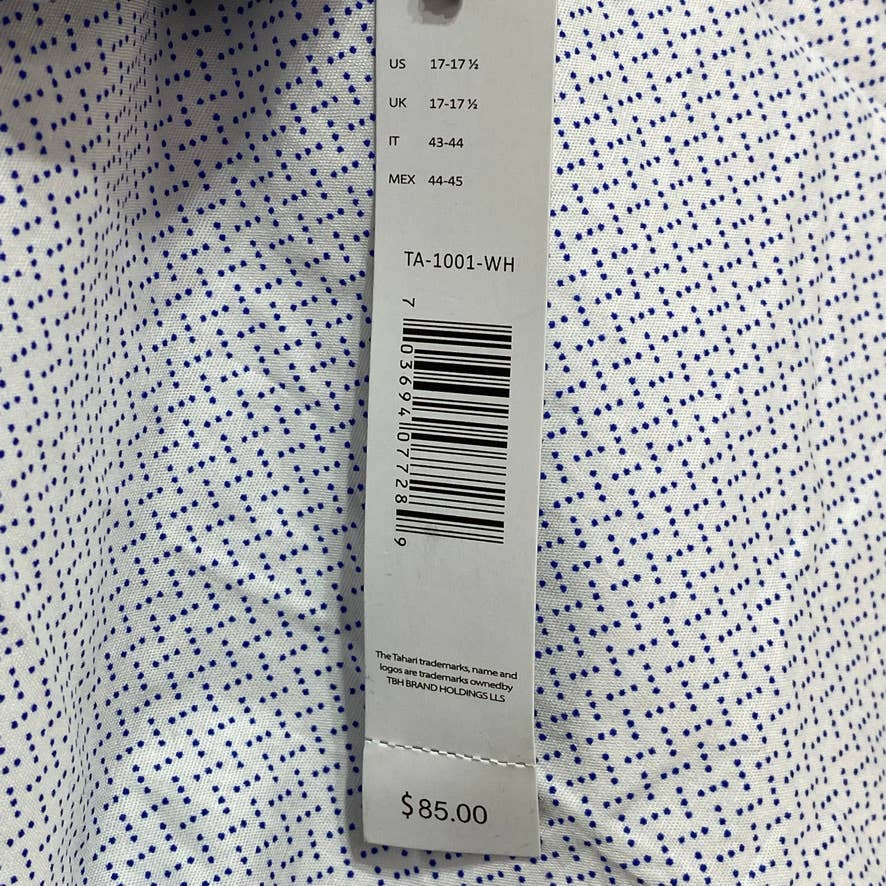 US 17-17 ½
UK 17-17 ½
IT 43-44
MEX 44-45
TA-1001-WH
7 03694 07728 9
The Tahari trademarks, name and
logos are trademarks ownedby
TBH BRAND HOLDINGS LLS
$85.00